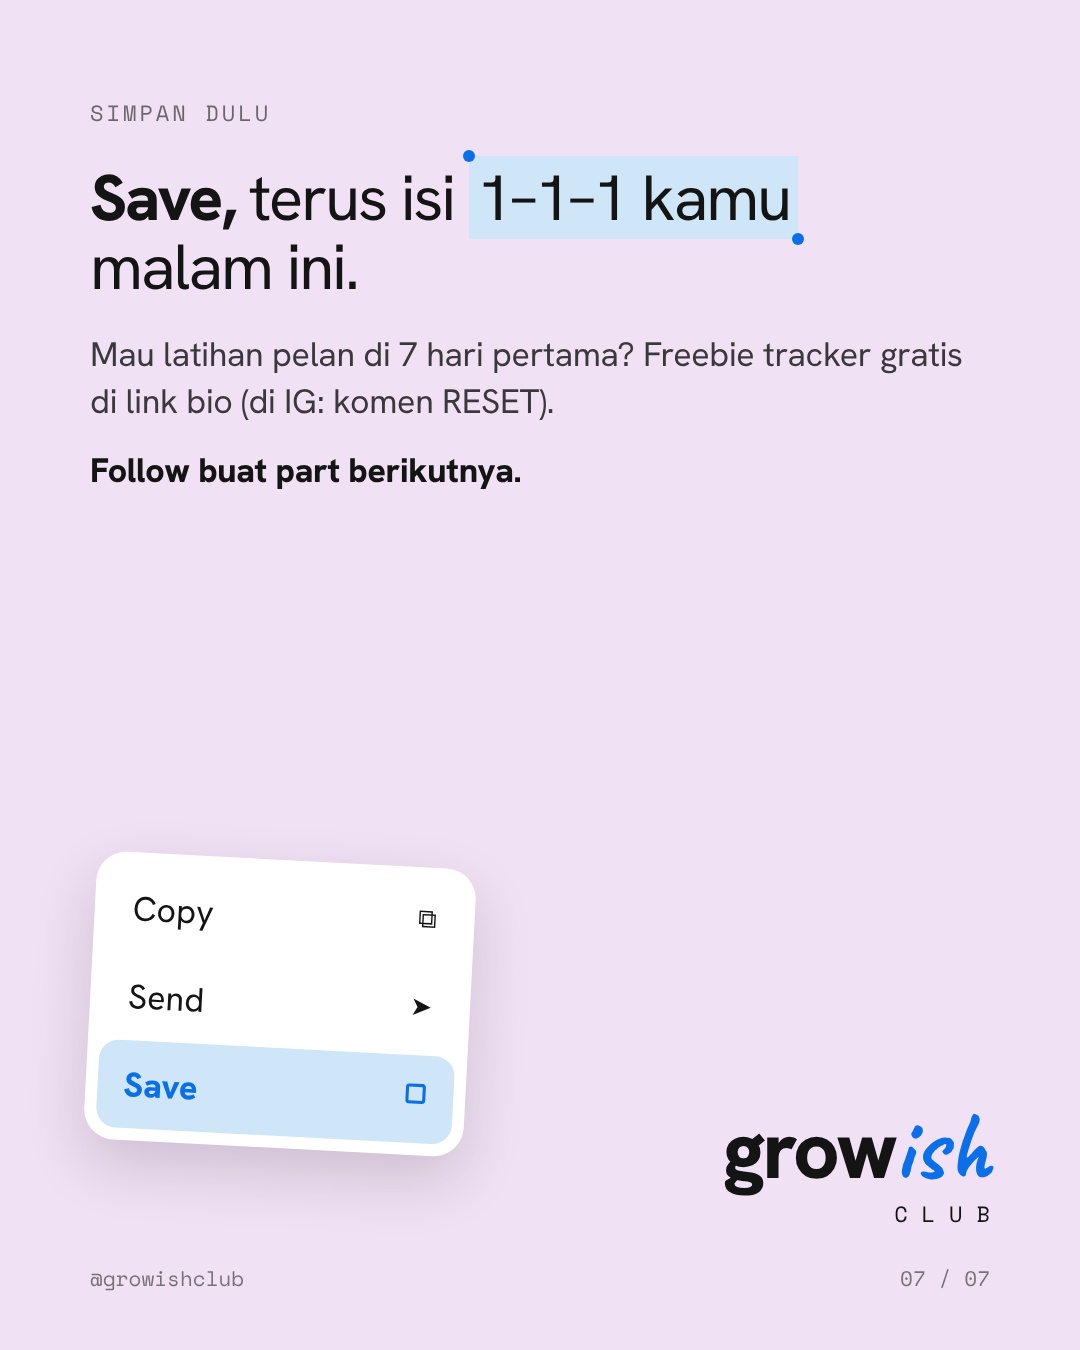 SIMPAN DULU
Save, terus isi 1–1–1 kamu
malam ini.
Mau latihan pelan di 7 hari pertama? Freebie tracker gratis
di link bio (di IG: komen RESET).
Follow buat part berikutnya.
Copy
Send
Save
growish
CLUB
@growishclub
07 / 07